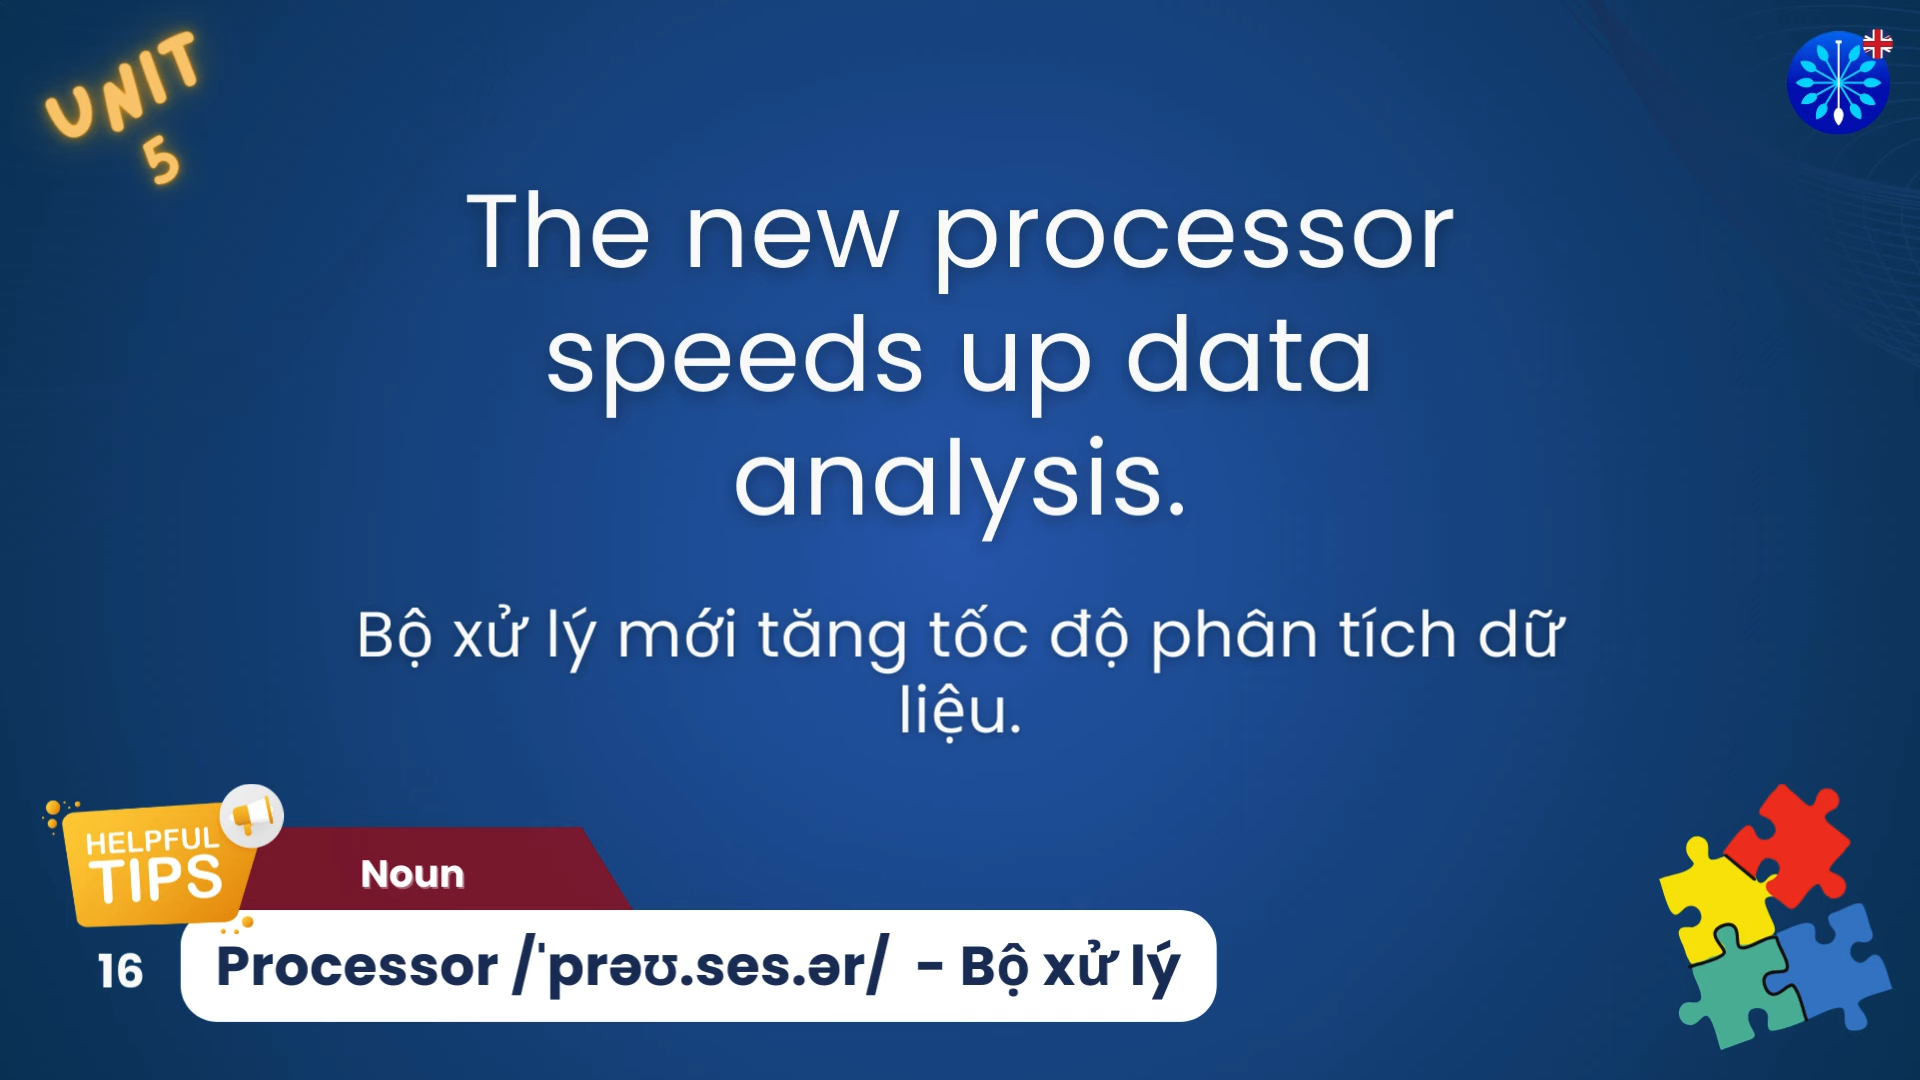 UNIT
5
The new processor
speeds up data
analysis.
Bộ xử lý mới tăng tốc độ phân tích dữ
liệu.
HELPFUL
TIPS
Noun
16
Processor /ˈprəʊ.ses.ər/ - Bộ xử lý